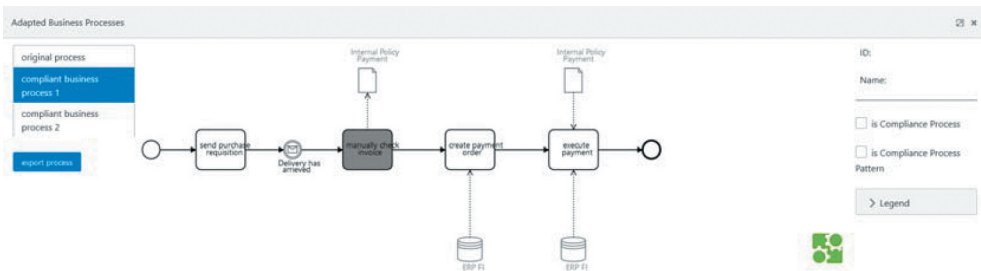 Adapted Business Processes
original process
compliant business
process 1
compliant business
process 2
export process
send purchase
requisition
Delivery has
arrieved
Internal Policy
Payment
manually check
invoice
create payment
order
ERP FI
Internal Policy
Payment
execute
payment
ERP FI
ID:
Name:
is Compliance Process
is Compliance Process
Pattern
Legend